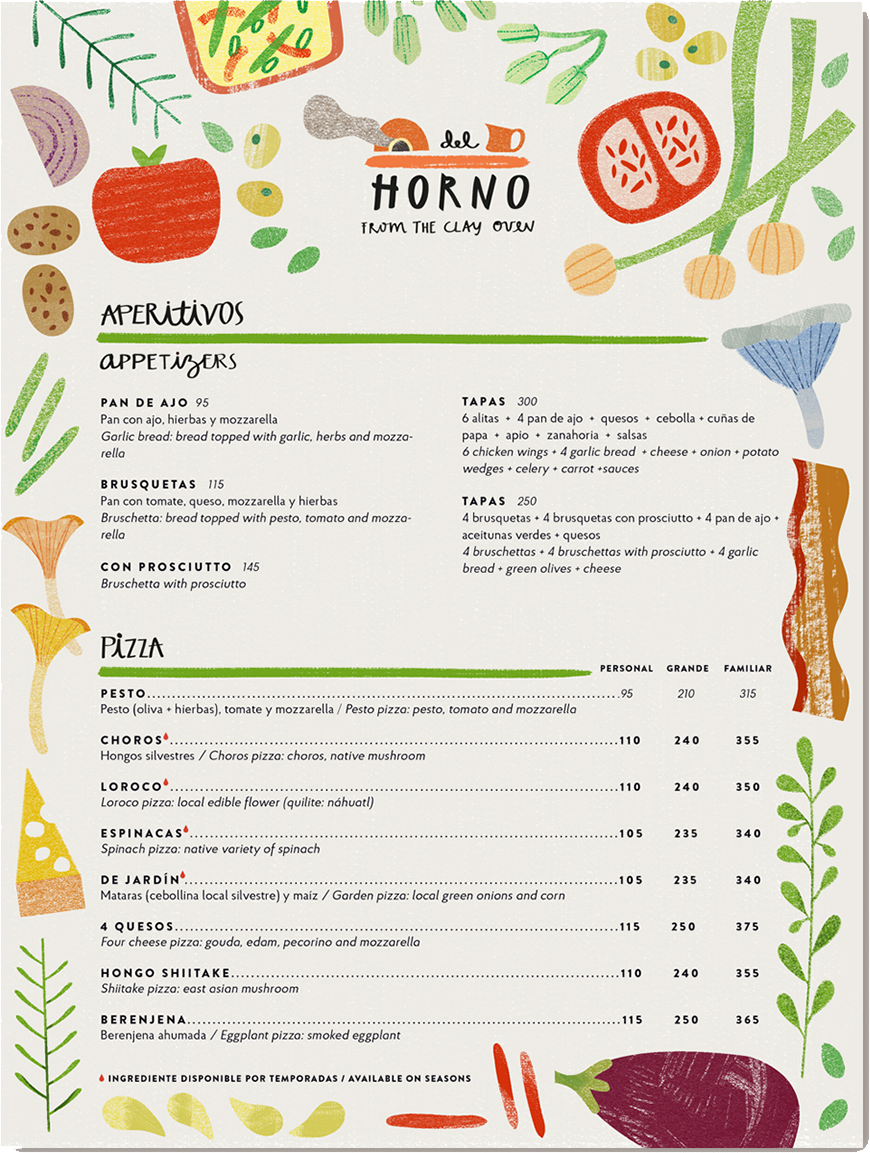 del
HORNO
FROM THE CLAY OVEN
APERitiVOS
APPETizERS
PAN DE AJO 95
Pan con ajo, hierbas y mozzarella
Garlic bread: bread topped with garlic, herbs and mozza-
rella
BRUSQUETAS 115
Pan con tomate, queso, mozzarella y hierbas
Bruschetta: bread topped with pesto, tomato and mozza-
rella
CON PROSCIUTTO 145
Bruschetta with prosciutto
TAPAS 300
6 alitas + 4 pan de ajo + quesos + cebolla + cuñas de
papa + apio + zanahoria + salsas
6 chicken wings + 4 garlic bread + cheese + onion + potato
wedges + celery + carrot +sauces
TAPAS 250
4 brusquetas + 4 brusquetas con prosciutto + 4 pan de ajo +
aceitunas verdes + quesos
4 bruschettas + 4 bruschettas with prosciutto + 4 garlic
bread + green olives + cheese
PiZZA
PERSONAL GRANDE FAMILIAR
PESTO 95 210 315
Pesto (oliva + hierbas), tomate y mozzarella / Pesto pizza: pesto, tomato and mozzarella
CHOROS 110 240 355
Hongos silvestres / Choros pizza: choros, native mushroom
LOROCO 110 240 350
Loroco pizza: local edible flower (quilite: náhuatl)
ESPINACAS 105 235 340
Spinach pizza: native variety of spinach
DE JARDÍN 105 235 340
Mataras (cebollina local silvestre) y maíz / Garden pizza: local green onions and corn
4 QUESOS 115 250 375
Four cheese pizza: gouda, edam, pecorino and mozzarella
HONGO SHIITAKE 110 240 355
Shiitake pizza: east asian mushroom
BERENJENA 115 250 365
Berenjena ahumada / Eggplant pizza: smoked eggplant
INGREDIENTE DISPONIBLE POR TEMPORADAS / AVAILABLE ON SEASONS